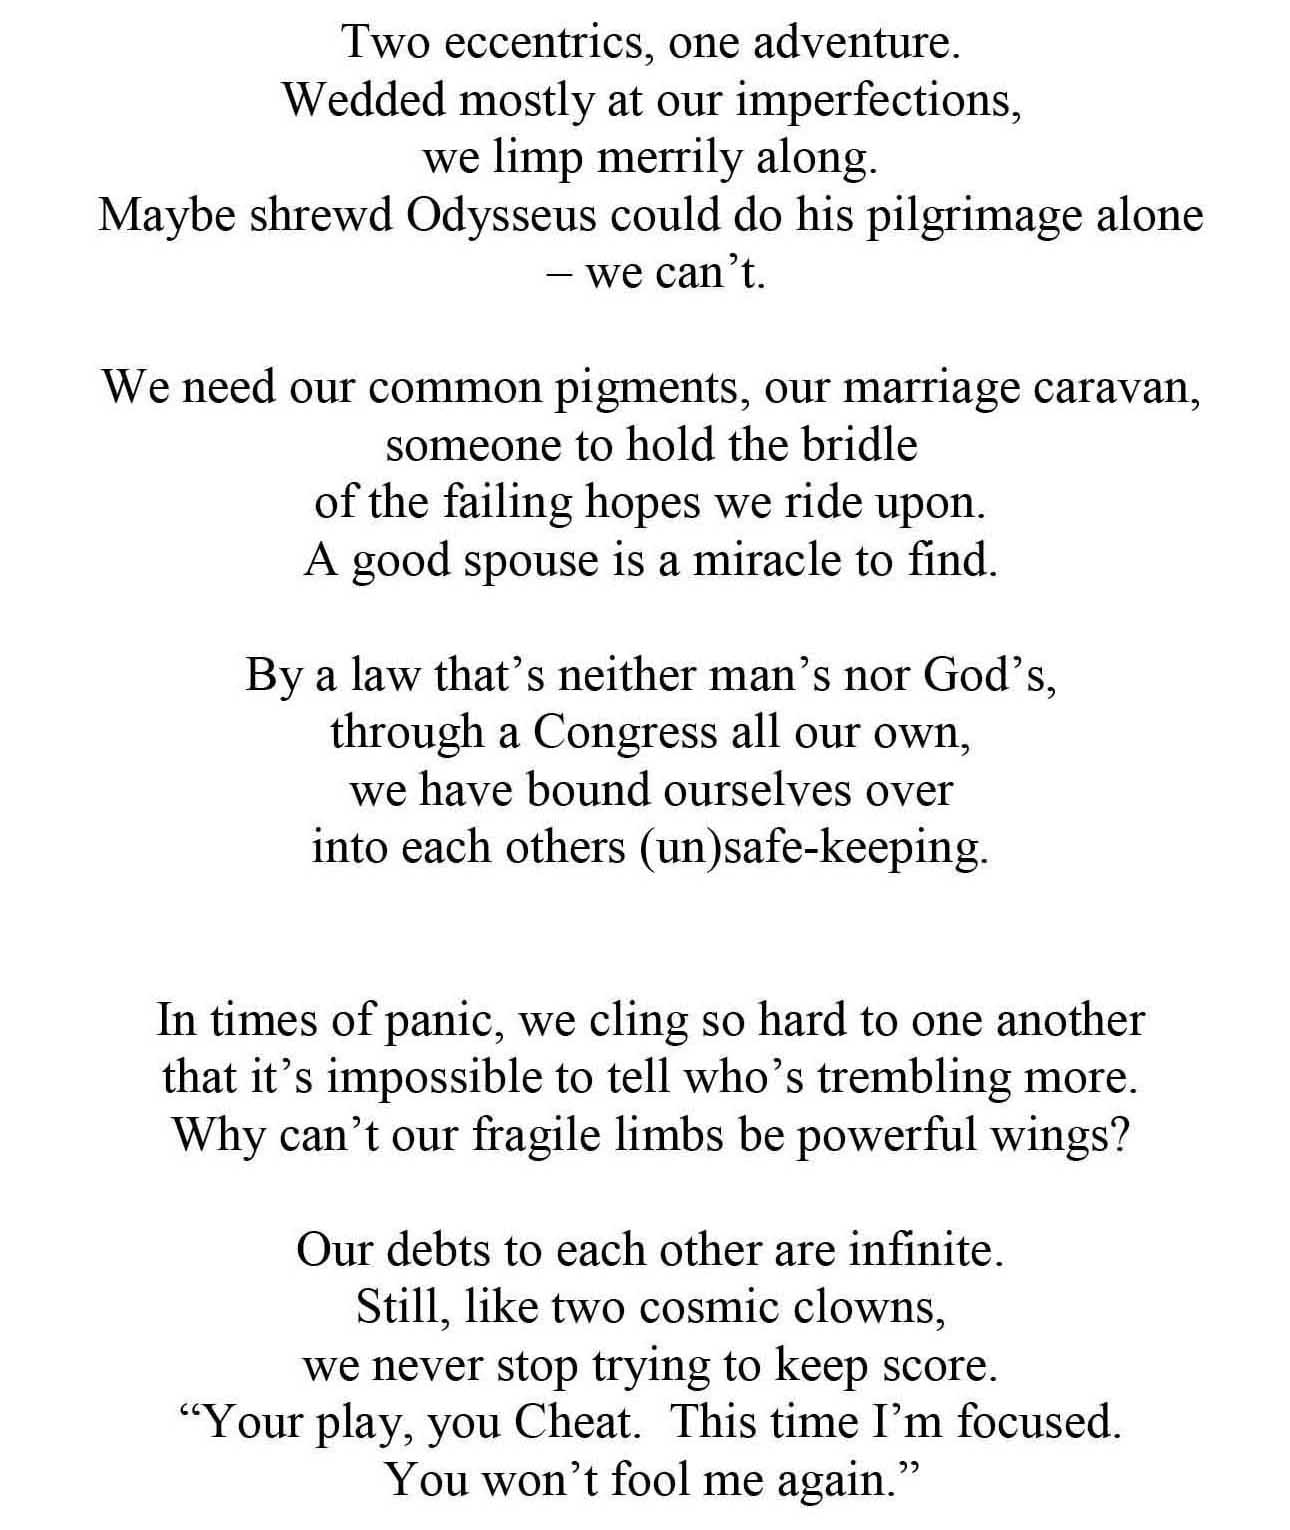 Two eccentrics, one adventure.
Wedded mostly at our imperfections,
we limp merrily along.
Maybe shrewd Odysseus could do his pilgrimage alone
– we can’t.
We need our common pigments, our marriage caravan,
someone to hold the bridle
of the failing hopes we ride upon.
A good spouse is a miracle to find.
By a law that’s neither man’s nor God’s,
through a Congress all our own,
we have bound ourselves over
into each others (un)safe-keeping.
In times of panic, we cling so hard to one another
that it’s impossible to tell who’s trembling more.
Why can’t our fragile limbs be powerful wings?
Our debts to each other are infinite.
Still, like two cosmic clowns,
we never stop trying to keep score.
“Your play, you Cheat.  This time I’m focused.
You won’t fool me again.”